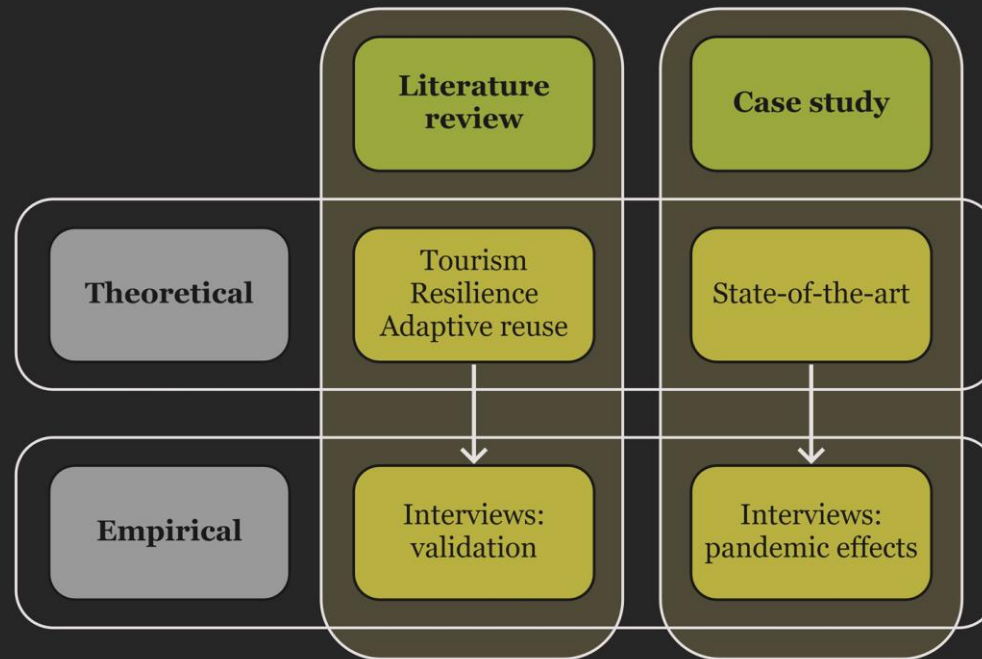 Literature
review
Case study
Theoretical
Tourism
Resilience
Adaptive reuse
State-of-the-art
Empirical
Interviews:
validation
Interviews:
pandemic effects